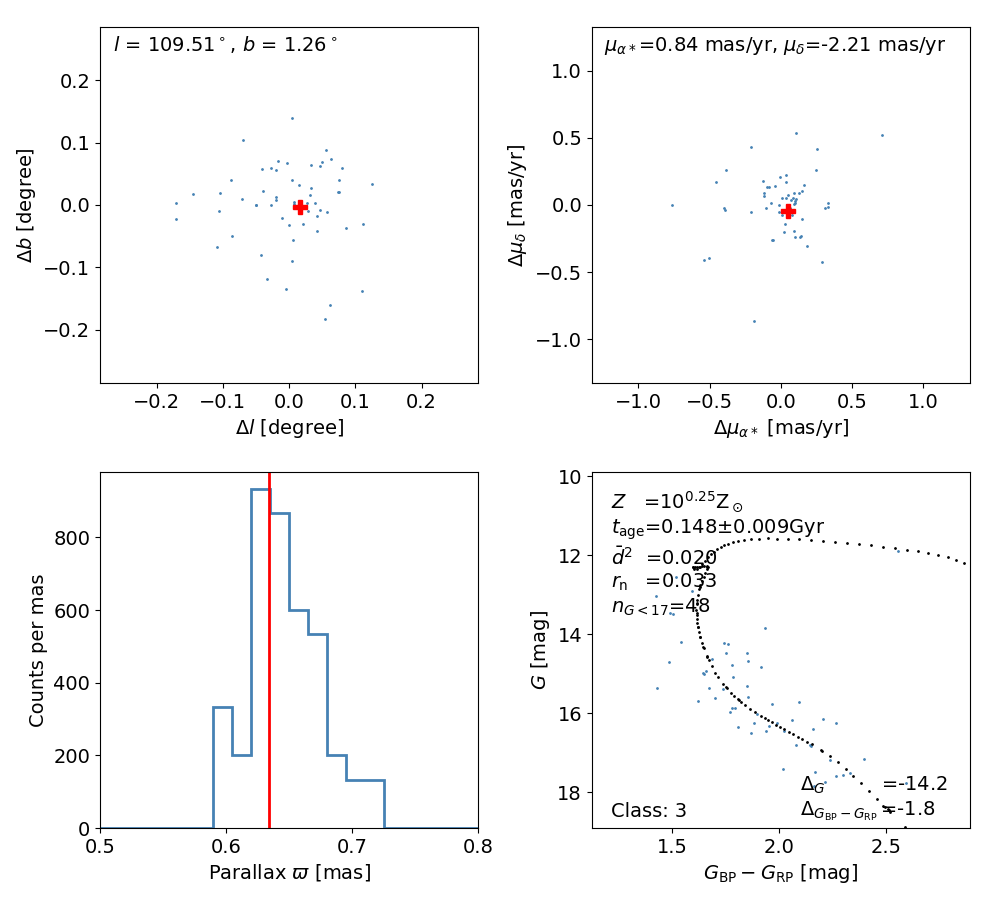 l = 109.51°, b = 1.26°
0.2
0.1
0.0
−0.1
−0.2
Δb [degree]
−0.2 −0.1 0.0 0.1 0.2
Δl [degree]
μα∗=0.84 mas/yr, μδ=-2.21 mas/yr
1.0
0.5
0.0
−0.5
−1.0
Δμδ [mas/yr]
−1.0 −0.5 0.0 0.5 1.0
Δμα∗ [mas/yr]
800
600
400
200
0
Counts per mas
0.5 0.6 0.7 0.8
Parallax ϖ [mas]
10
12
14
16
18
G [mag]
Z =10^0.25 Z⊙
tage=0.148±0.009Gyr
d̄² =0.020
rn =0.033
nG<17=48
ΔG =-14.2
Class: 3 ΔGBP−GRP =-1.8
1.5 2.0 2.5
GBP − GRP [mag]